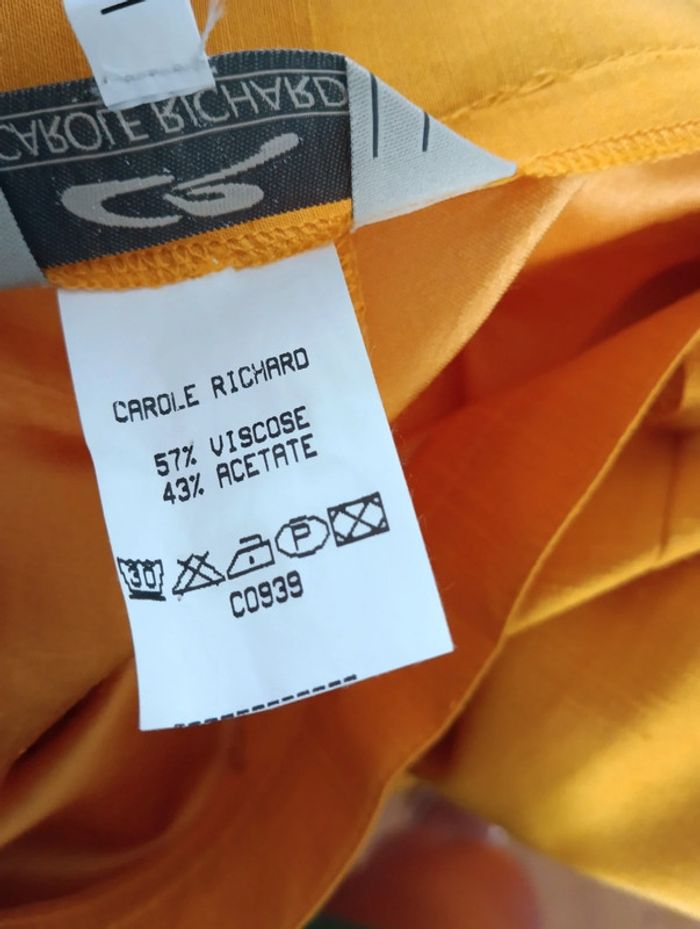 CAROLE RICHARD
CAROLE RICHARD
57% VISCOSE
43% ACETATE
30 P
C0939